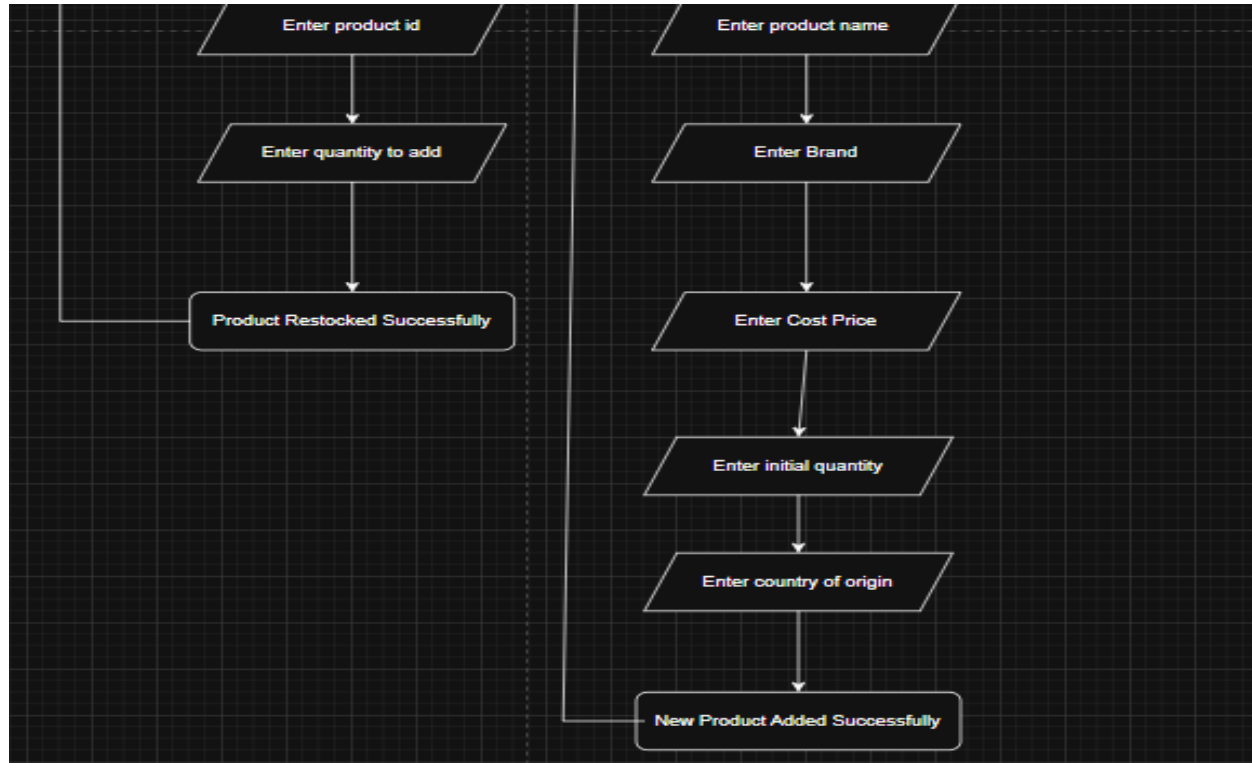 Enter product id
Enter quantity to add
Product Restocked Successfully
Enter product name
Enter Brand
Enter Cost Price
Enter initial quantity
Enter country of origin
New Product Added Successfully